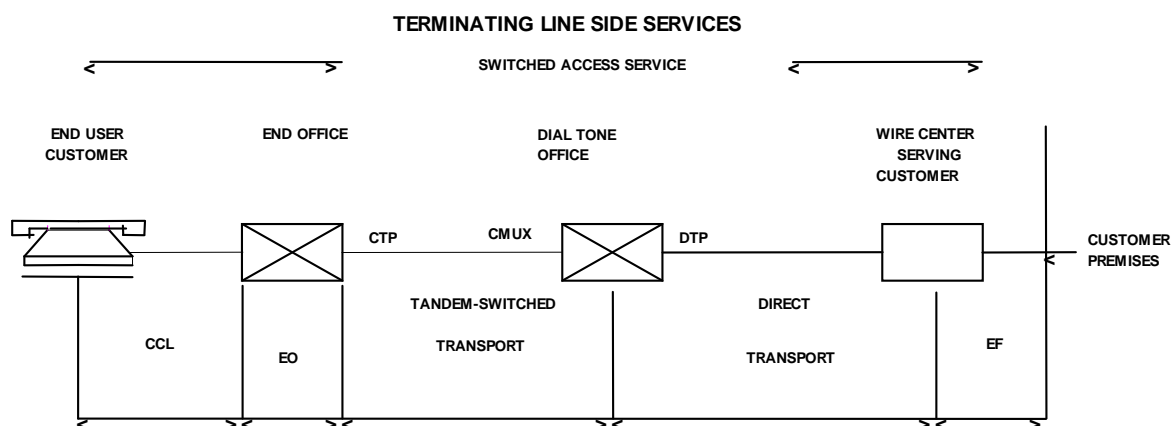 TERMINATING LINE SIDE SERVICES
SWITCHED ACCESS SERVICE
END USER
CUSTOMER
END OFFICE
DIAL TONE
OFFICE
WIRE CENTER
SERVING
CUSTOMER
CTP
CMUX
DTP
CUSTOMER
PREMISES
TANDEM-SWITCHED
TRANSPORT
DIRECT
TRANSPORT
CCL
EO
EF